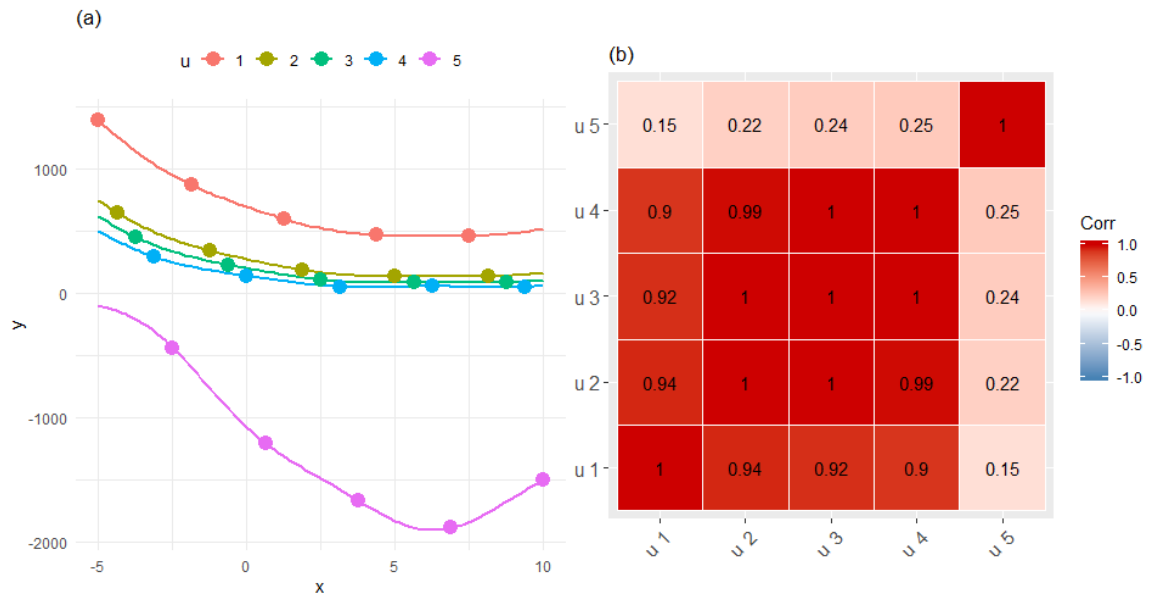 (a)
u 1 2 3 4 5
y
1000
0
-1000
-2000
-5 0 5 10
x
(b)
u 5 0.15 0.22 0.24 0.25 1
u 4 0.9 0.99 1 1 0.25
u 3 0.92 1 1 1 0.24
u 2 0.94 1 1 0.99 0.22
u 1 1 0.94 0.92 0.9 0.15
u 1 u 2 u 3 u 4 u 5
Corr
1.0
0.5
0.0
-0.5
-1.0